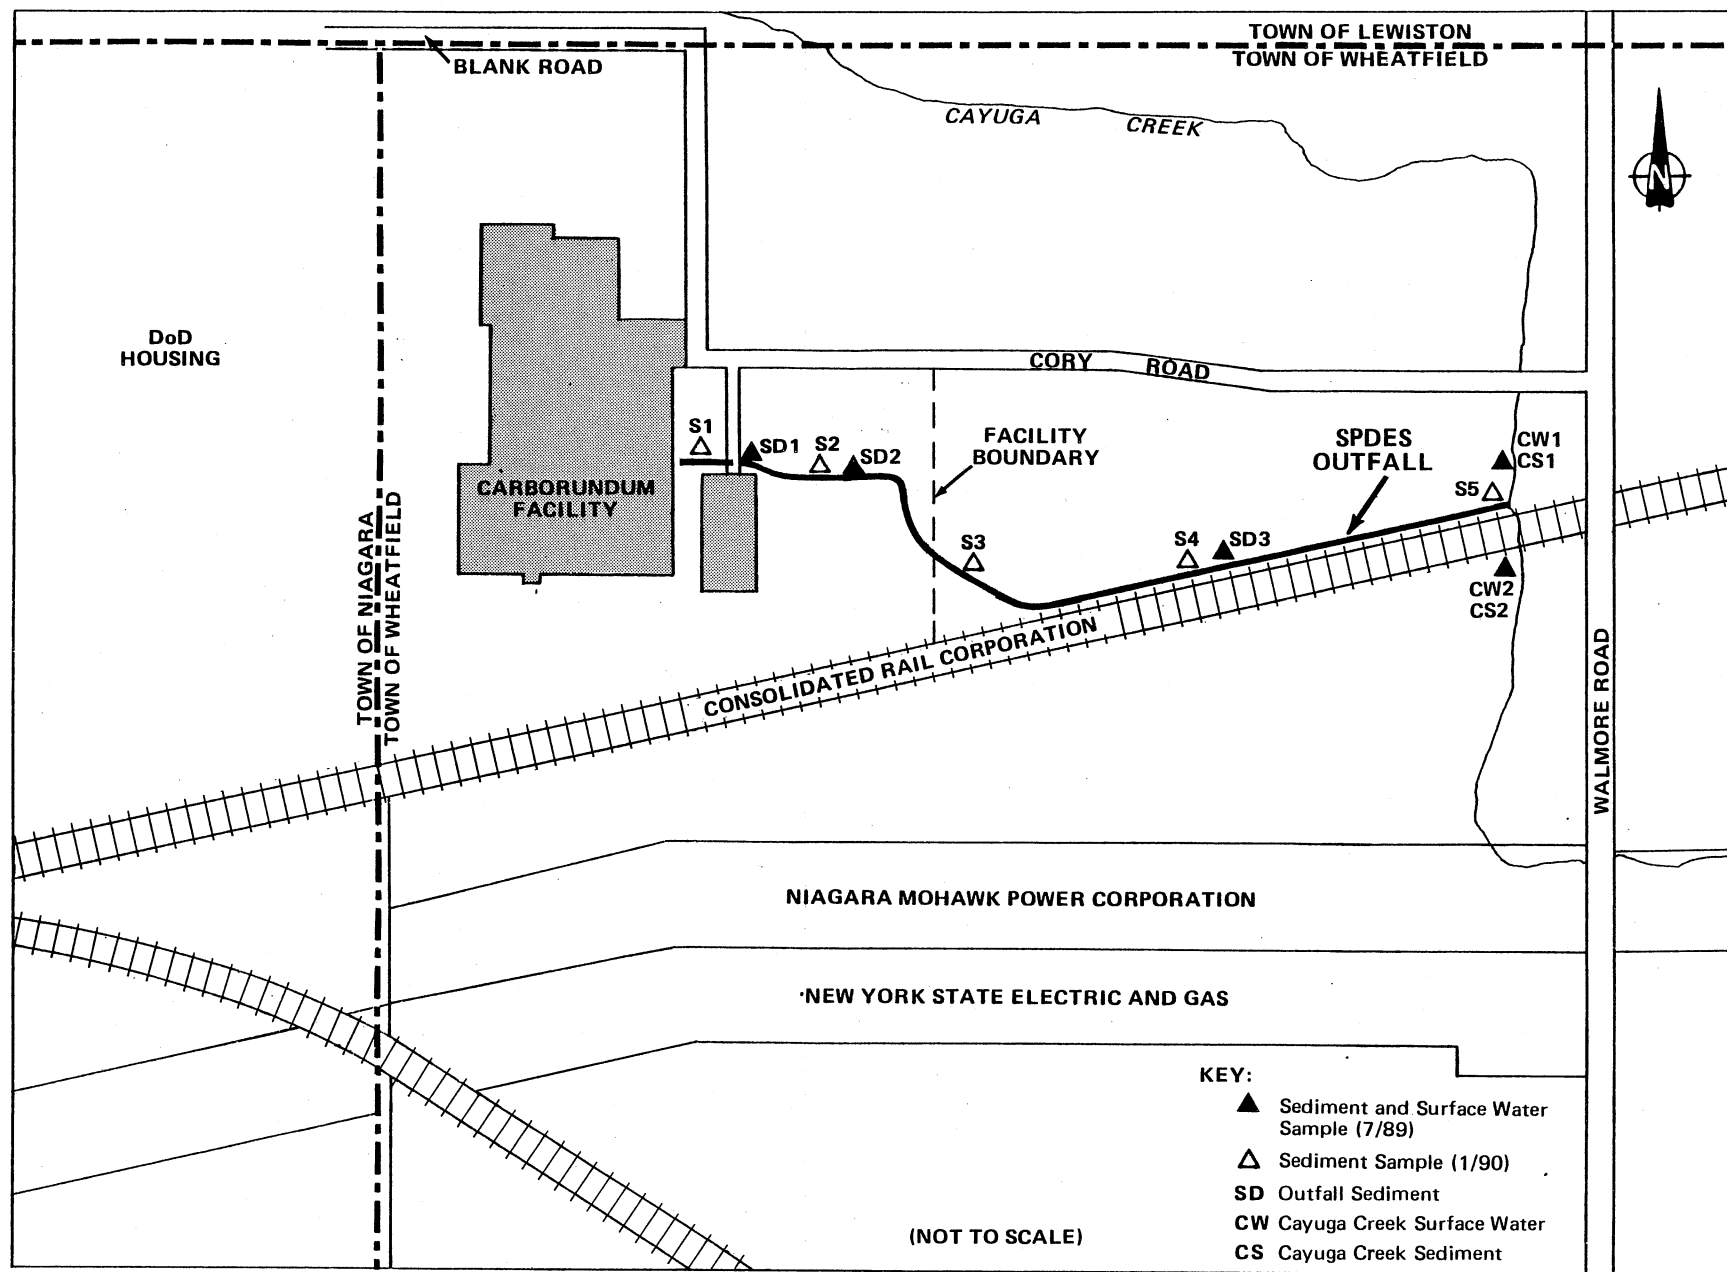 TOWN OF LEWISTON
TOWN OF WHEATFIELD
BLANK ROAD
CAYUGA CREEK
N
DoD
HOUSING
CORY ROAD
S1
SD1
S2
SD2
FACILITY
BOUNDARY
SPDES
OUTFALL
CW1
CS1
S5
CARBORUNDUM
FACILITY
S3
S4
SD3
CW2
CS2
TOWN OF NIAGARA
TOWN OF WHEATFIELD
CONSOLIDATED RAIL CORPORATION
WALMORE ROAD
NIAGARA MOHAWK POWER CORPORATION
NEW YORK STATE ELECTRIC AND GAS
KEY:
Sediment and Surface Water
Sample (7/89)
Sediment Sample (1/90)
SD Outfall Sediment
CW Cayuga Creek Surface Water
CS Cayuga Creek Sediment
(NOT TO SCALE)